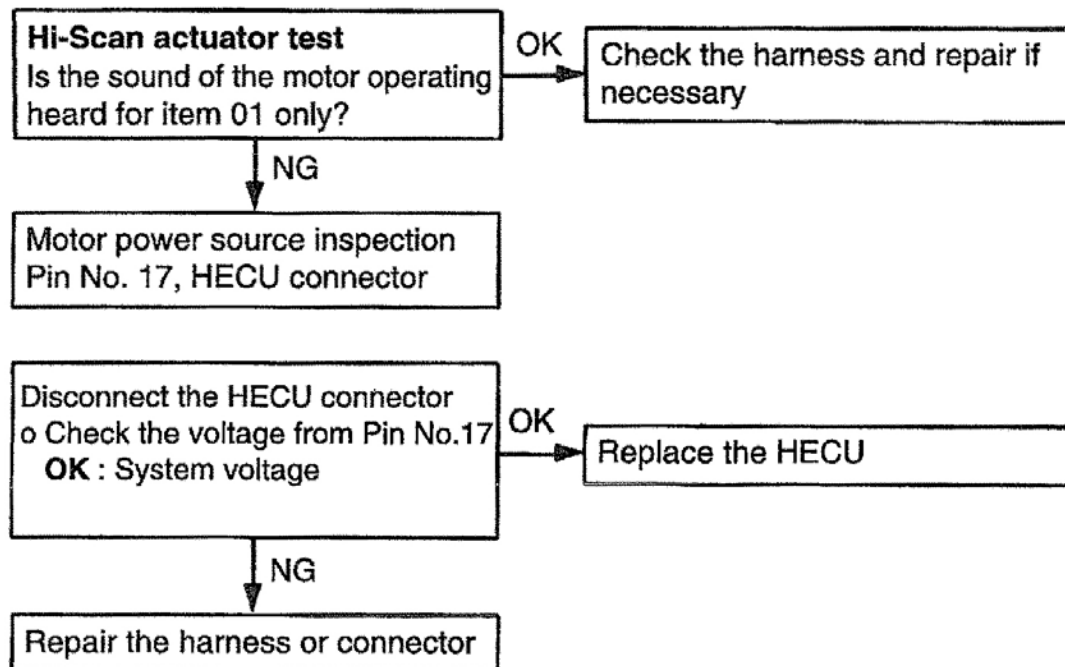 Hi-Scan actuator test
Is the sound of the motor operating
heard for item 01 only?
OK
Check the harness and repair if
necessary
NG
Motor power source inspection
Pin No. 17, HECU connector
Disconnect the HECU connector
o Check the voltage from Pin No.17
OK : System voltage
OK
Replace the HECU
NG
Repair the harness or connector